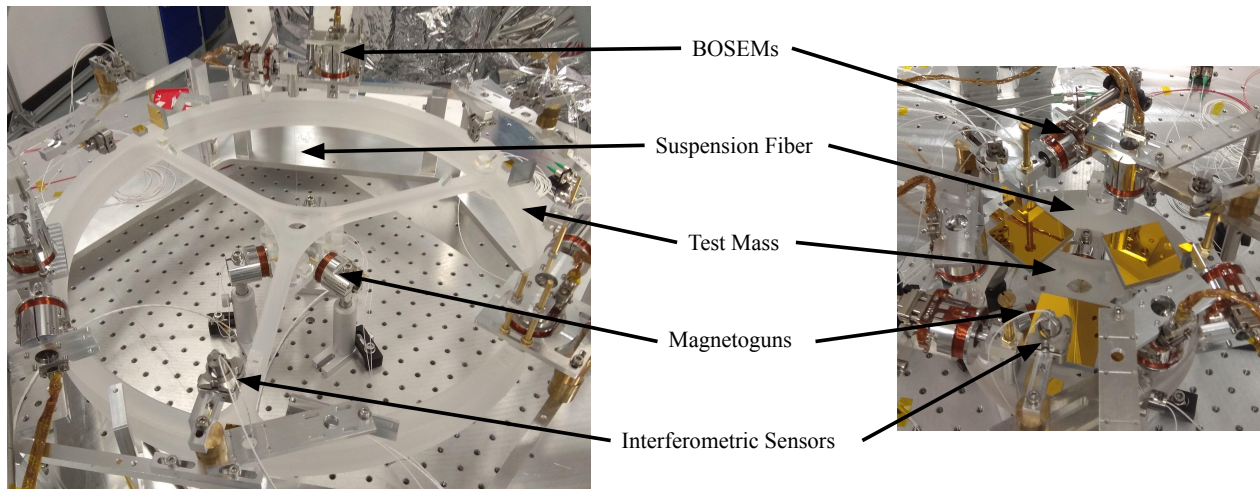 BOSEMs
Suspension Fiber
Test Mass
Magnetoguns
Interferometric Sensors